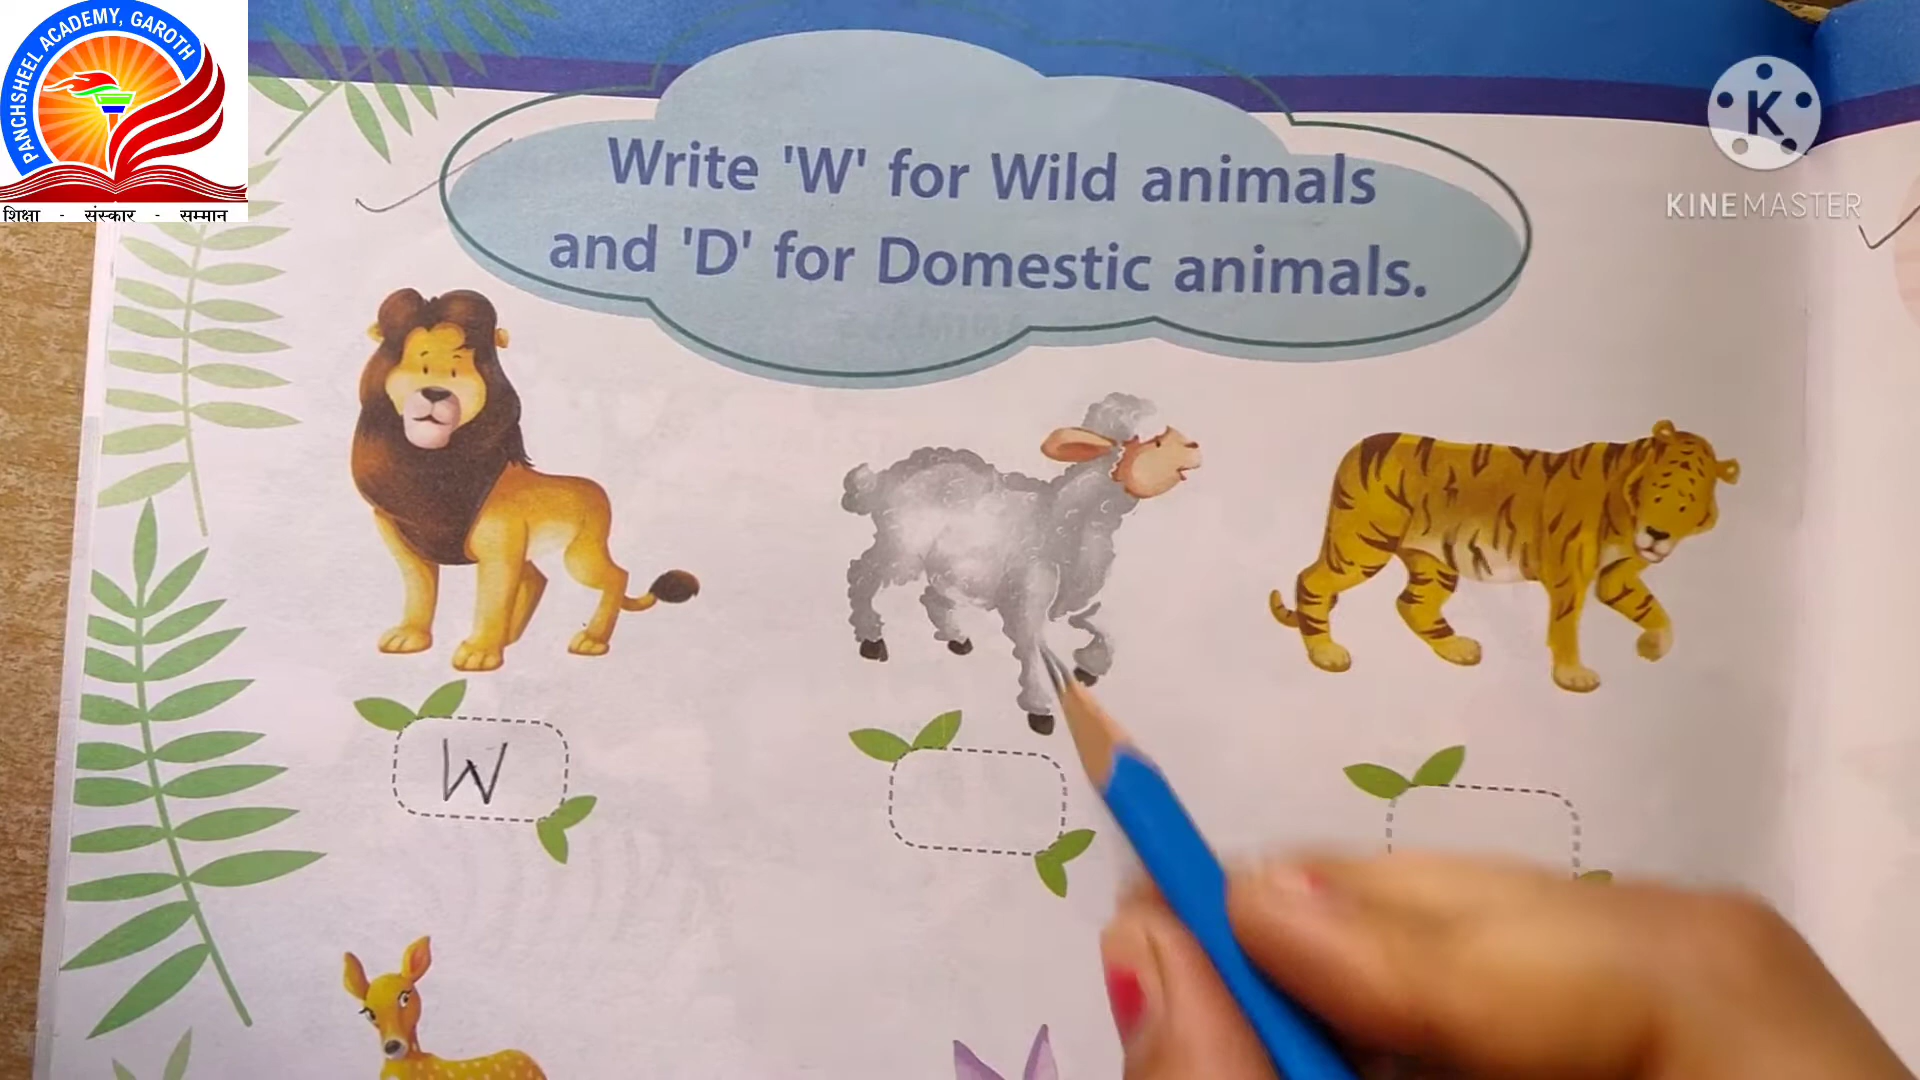 PANCHSHEEL ACADEMY, GAROTH
शिक्षा - संस्कार - सम्मान
K
KINEMASTER
Write 'W' for Wild animals
and 'D' for Domestic animals.
W